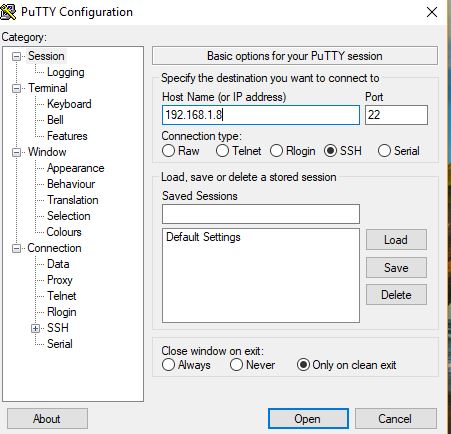 PuTTY Configuration
Category:
Session
Logging
Terminal
Keyboard
Bell
Features
Window
Appearance
Behaviour
Translation
Selection
Colours
Connection
Data
Proxy
Telnet
Rlogin
SSH
Serial
Basic options for your PuTTY session
Specify the destination you want to connect to
Host Name (or IP address) Port
192.168.1.8 22
Connection type:
Raw Telnet Rlogin SSH Serial
Load, save or delete a stored session
Saved Sessions
Default Settings
Load
Save
Delete
Close window on exit:
Always Never Only on clean exit
About Open Cancel